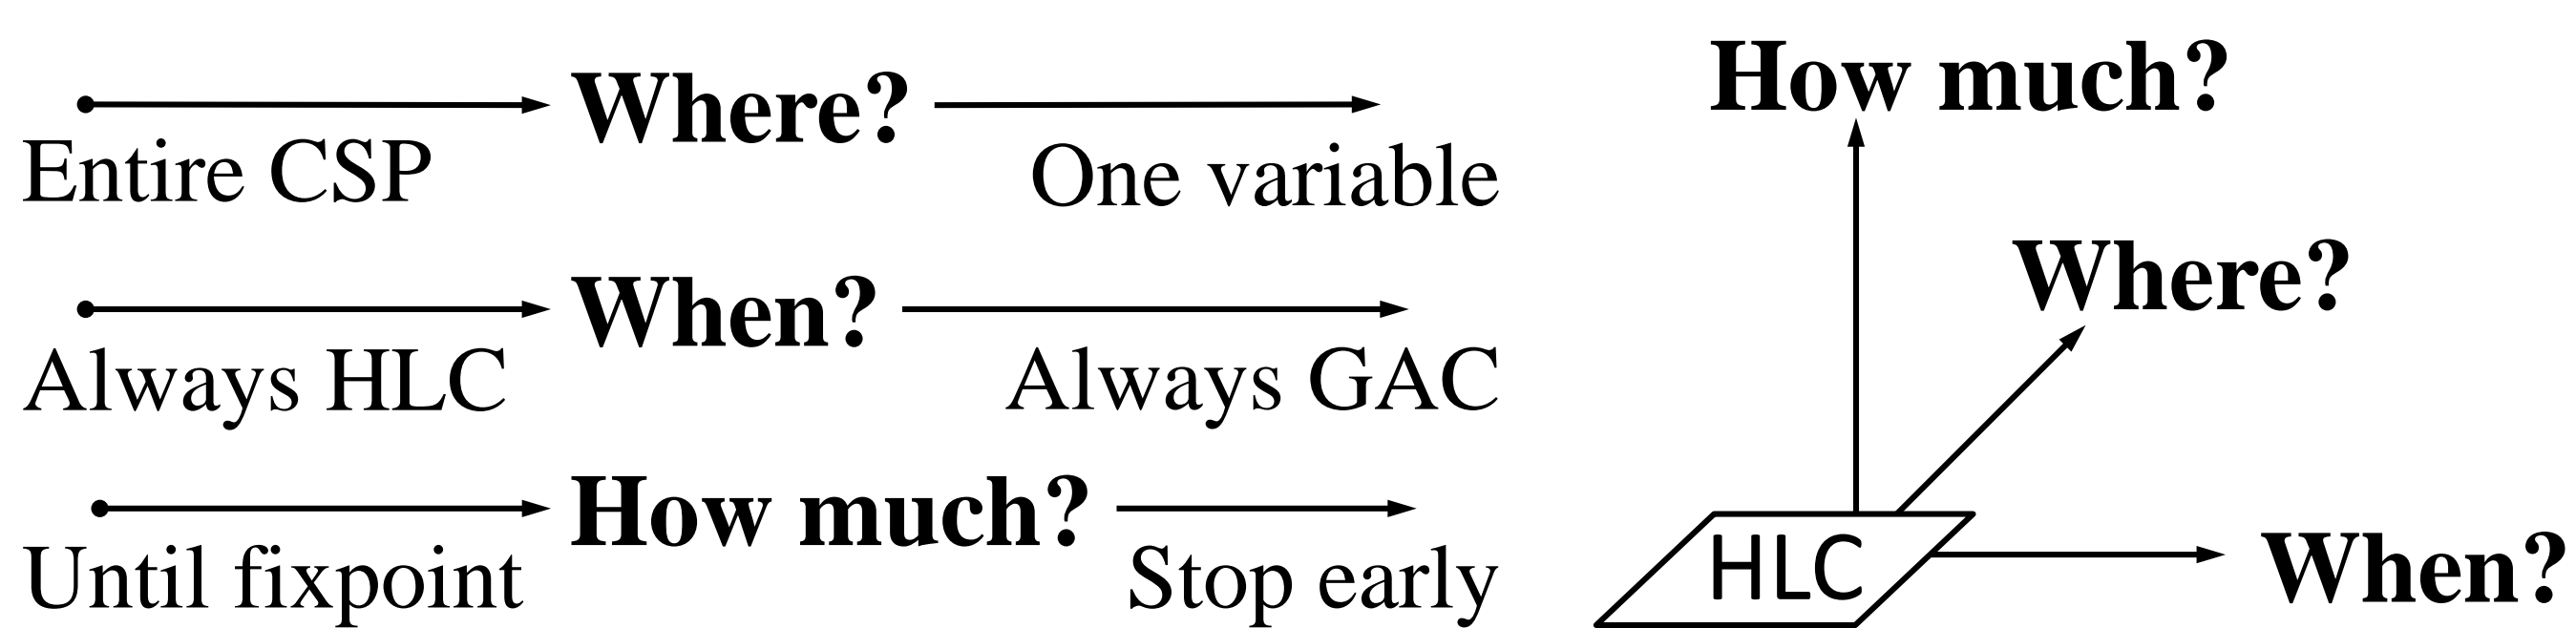 Where?
Entire CSP
One variable
When?
Always HLC
Always GAC
How much?
Until fixpoint
Stop early
How much?
Where?
HLC
When?